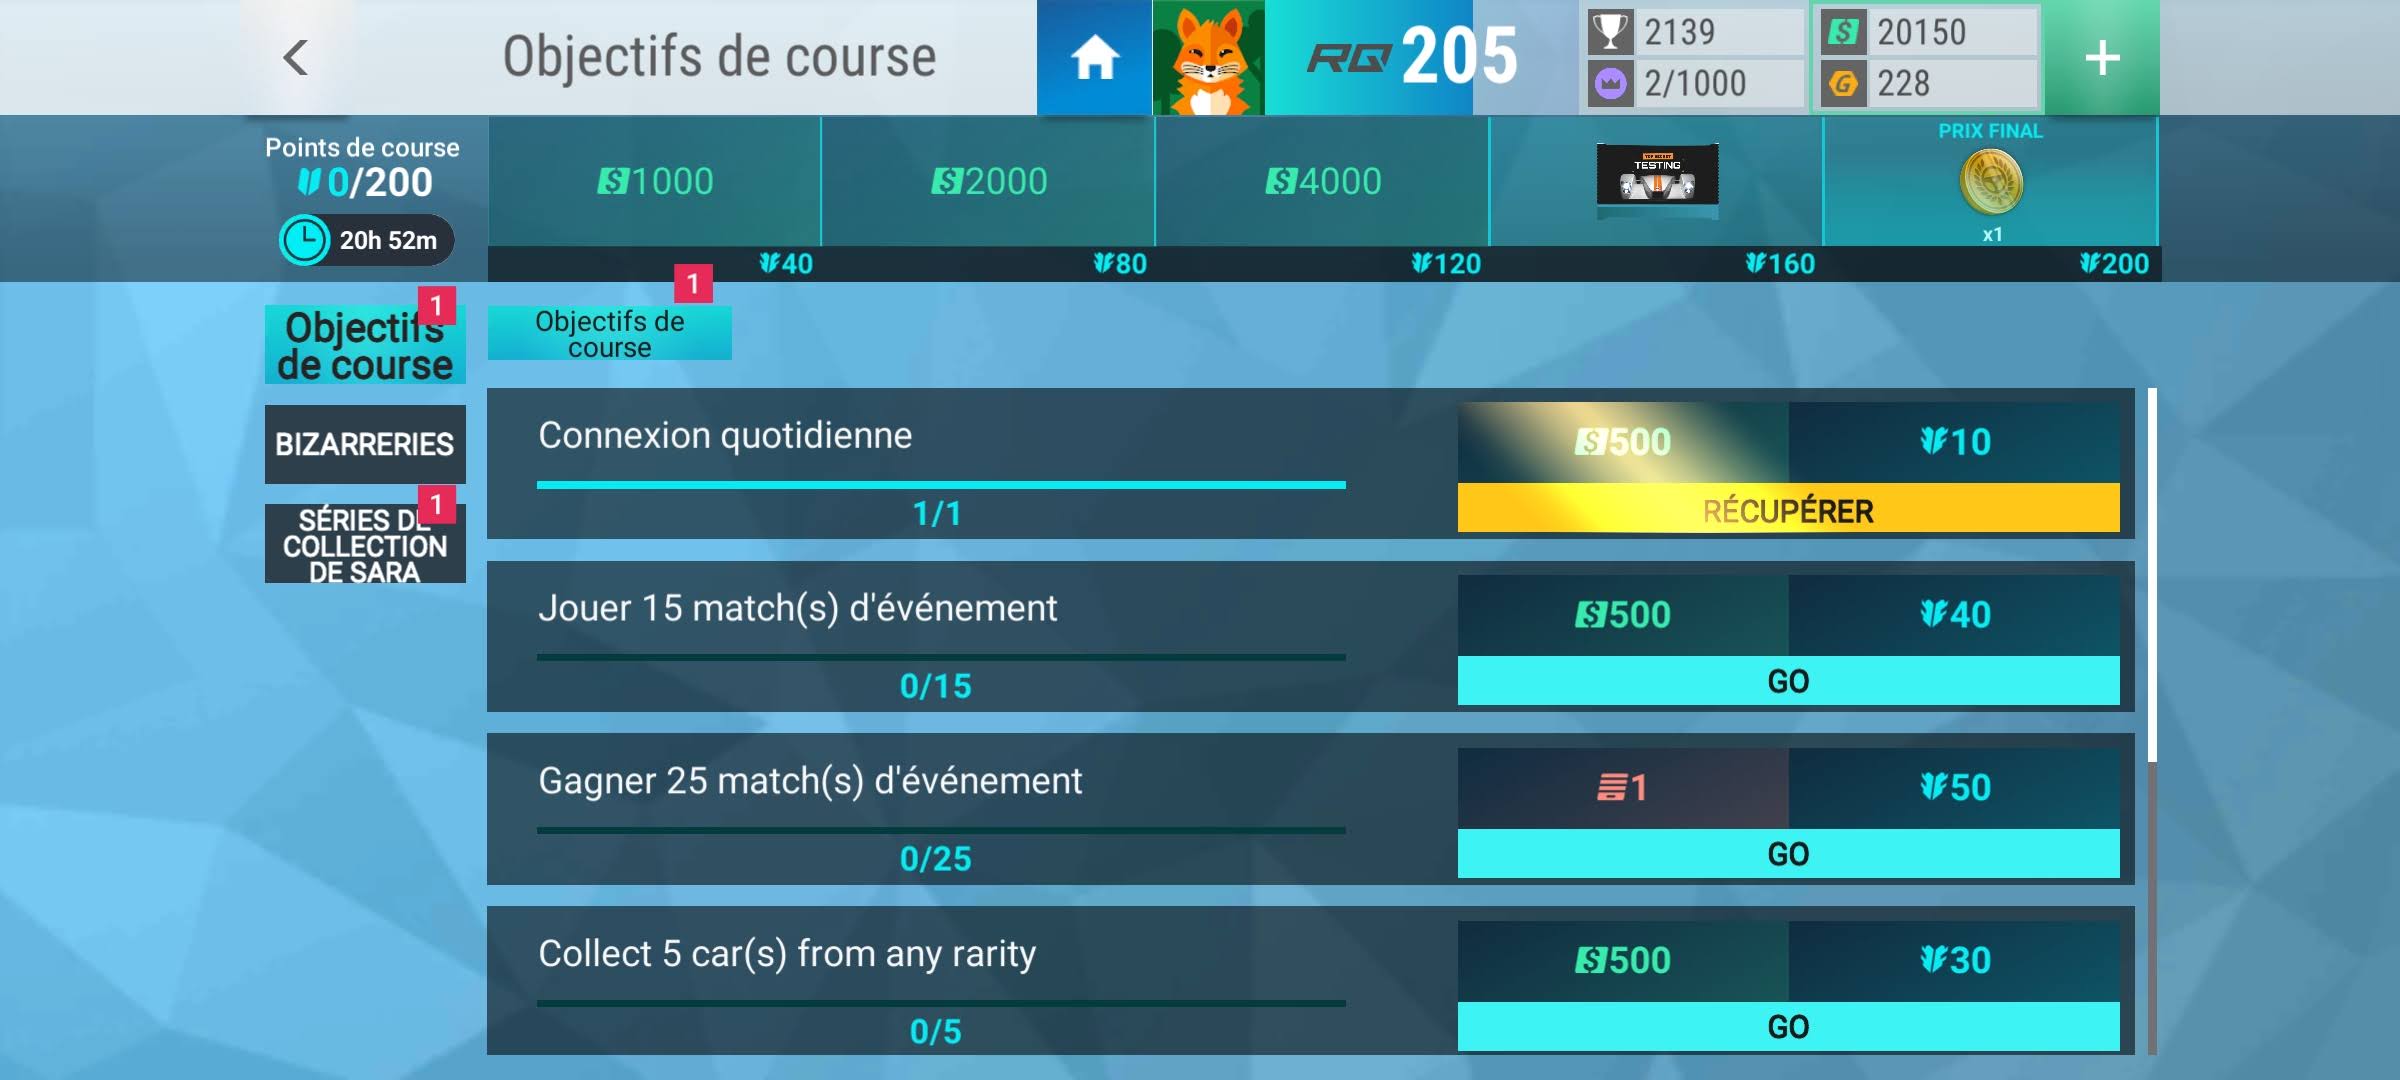 Objectifs de course
RQ 205
2139
2/1000
20150
228
+
Points de course
0/200
20h 52m
1000
2000
4000
TOP SECRET
TESTING
PRIX FINAL
x1
40
80
120
160
200
1
Objectifs
de course
1
Objectifs de
course
BIZARRERIES
1
SÉRIES DE
COLLECTION
DE SARA
Connexion quotidienne
1/1
500
10
RÉCUPÉRER
Jouer 15 match(s) d'événement
0/15
500
40
GO
Gagner 25 match(s) d'événement
0/25
1
50
GO
Collect 5 car(s) from any rarity
0/5
500
30
GO